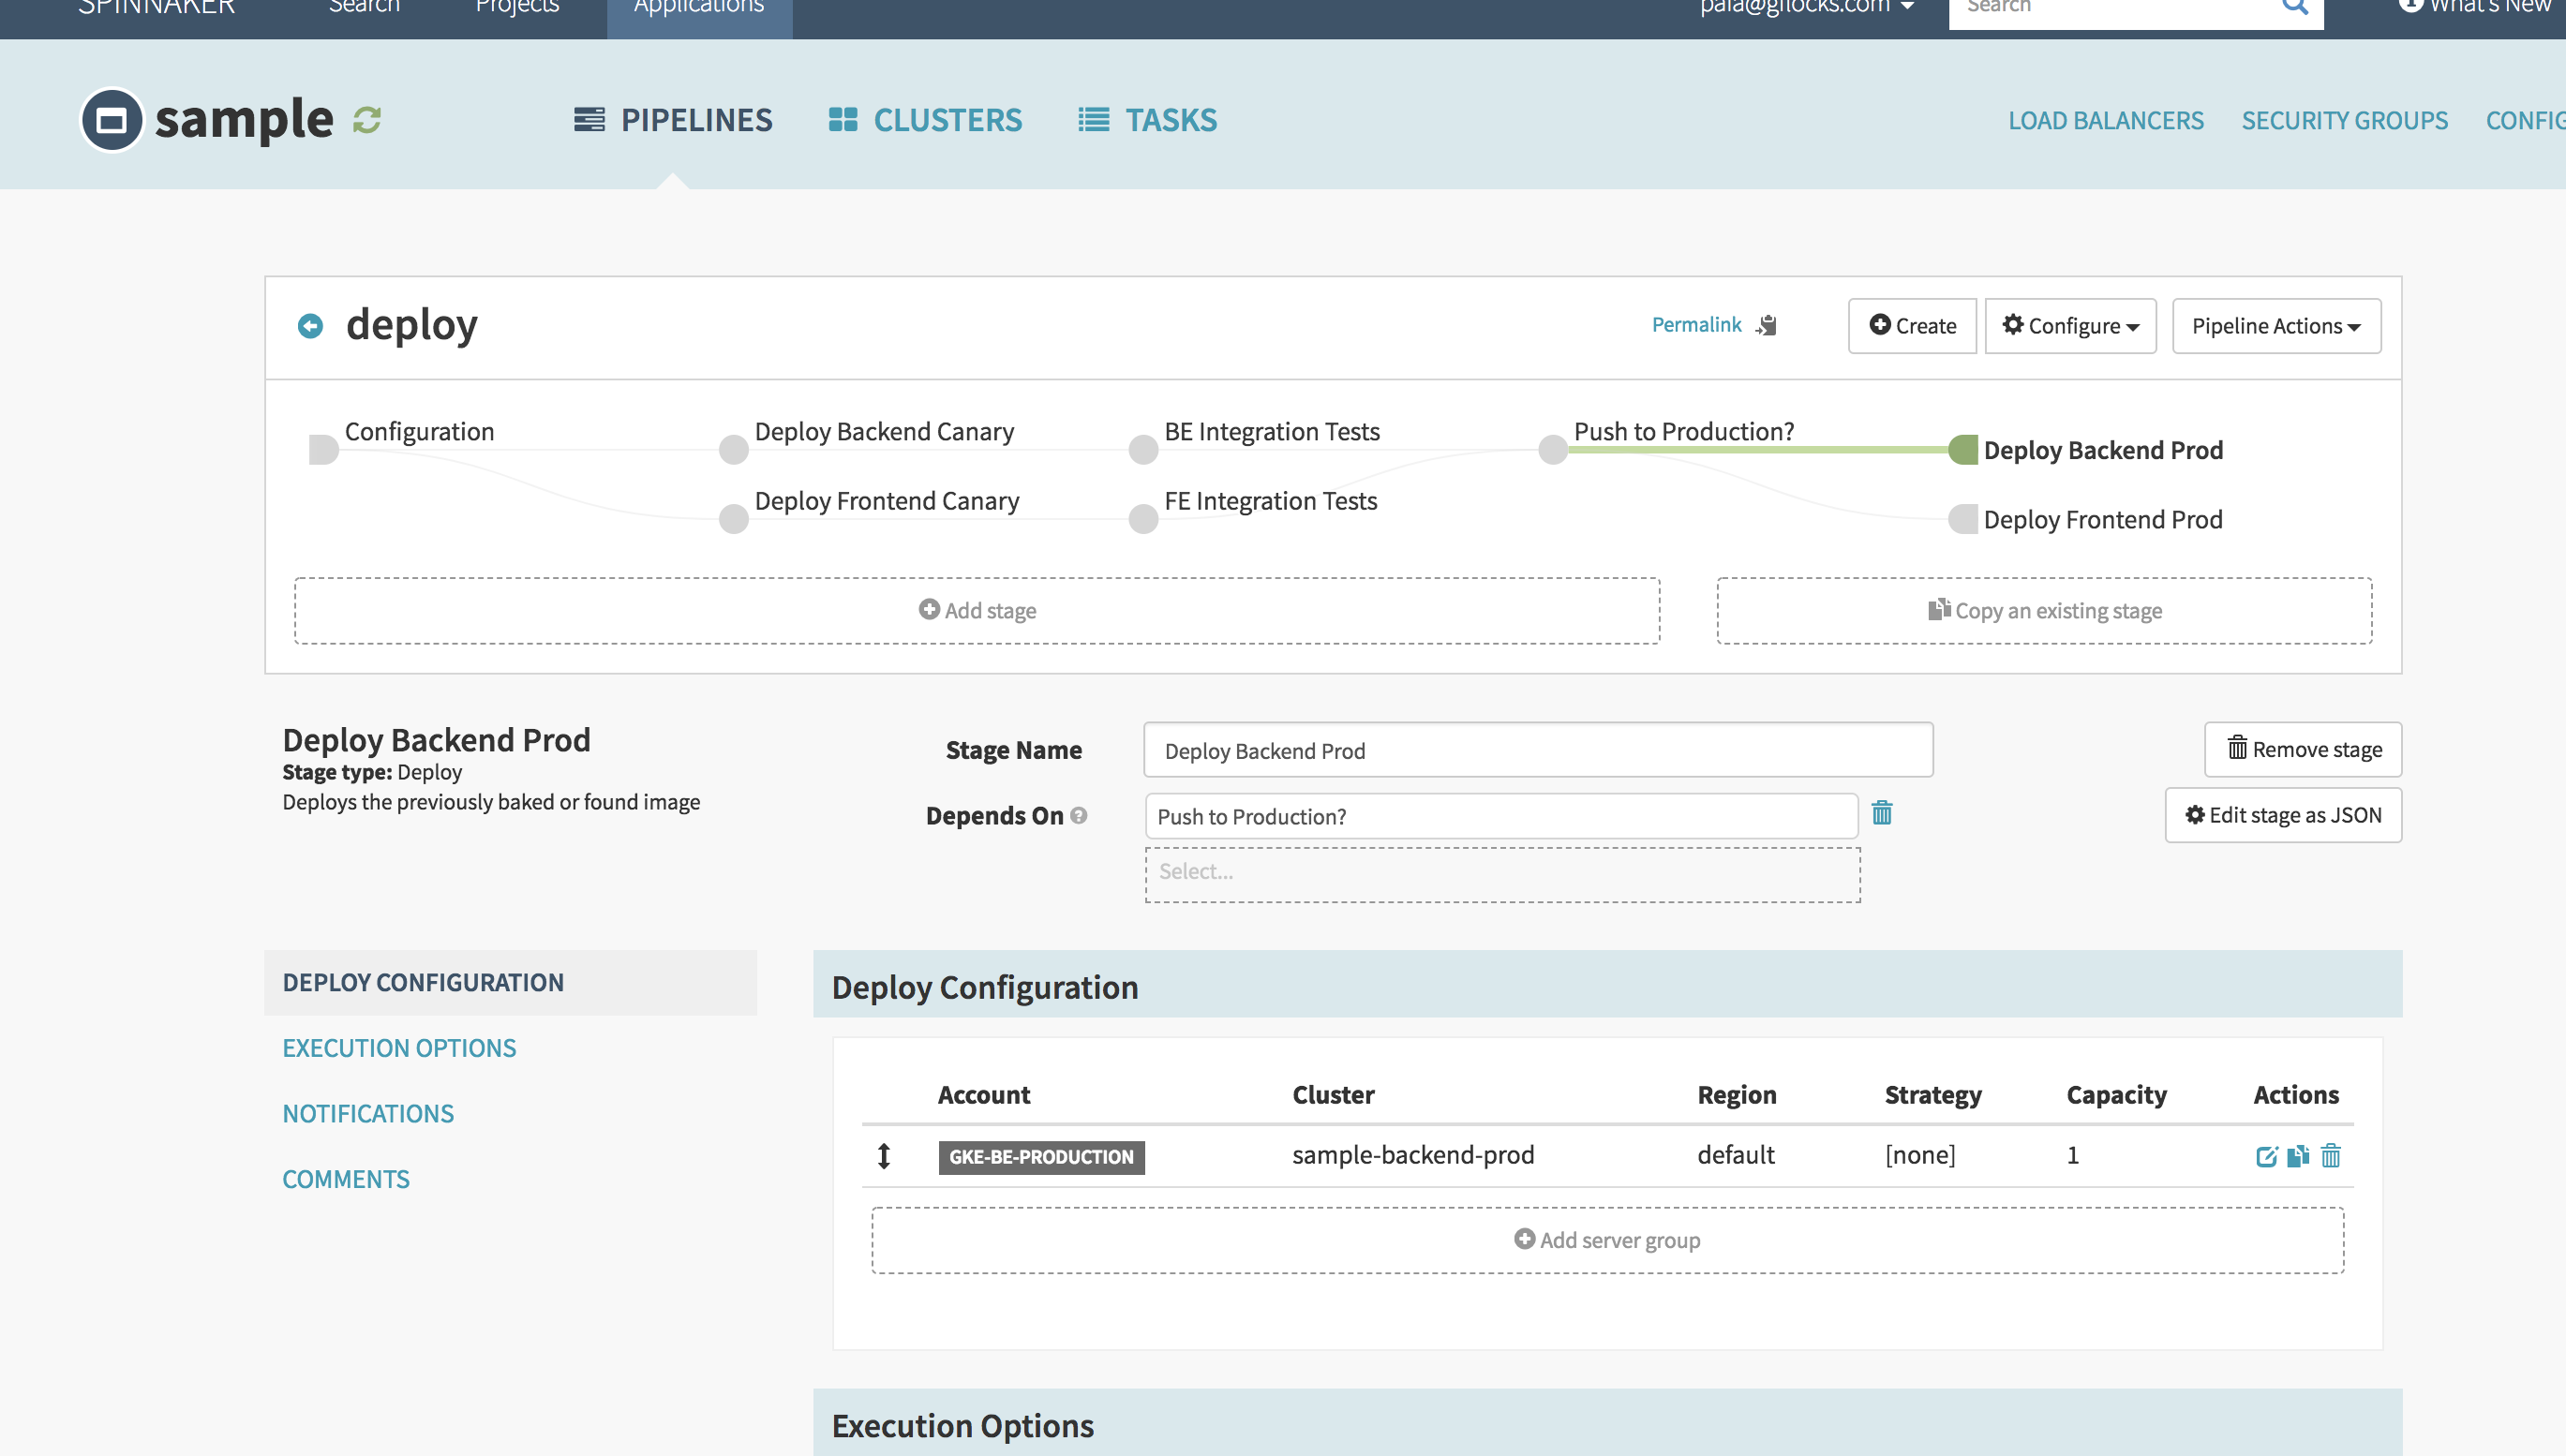 SPINNAKER Search Projects Applications Search What's New
sample PIPELINES CLUSTERS TASKS LOAD BALANCERS SECURITY GROUPS CONFIG
deploy Permalink Create Configure Pipeline Actions
Configuration Deploy Backend Canary BE Integration Tests Push to Production?
Deploy Backend Prod
Deploy Frontend Canary FE Integration Tests
Deploy Frontend Prod
Add stage Copy an existing stage
Deploy Backend Prod Stage Name Deploy Backend Prod Remove stage
Stage type: Deploy
Deploys the previously baked or found image Depends On Push to Production? Edit stage as JSON
Select...
DEPLOY CONFIGURATION Deploy Configuration
EXECUTION OPTIONS
Account Cluster Region Strategy Capacity Actions
NOTIFICATIONS
GKE-BE-PRODUCTION sample-backend-prod default [none] 1
COMMENTS
Add server group
Execution Options